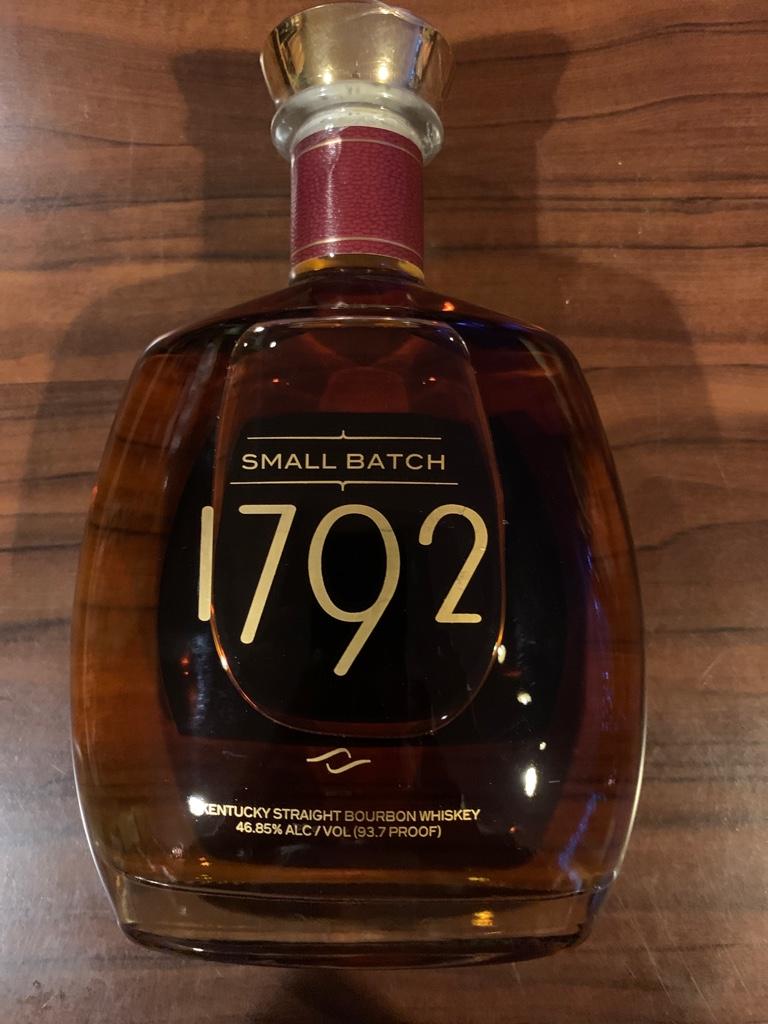 SMALL BATCH
1792
KENTUCKY STRAIGHT BOURBON WHISKEY
46.85% ALC / VOL (93.7 PROOF)